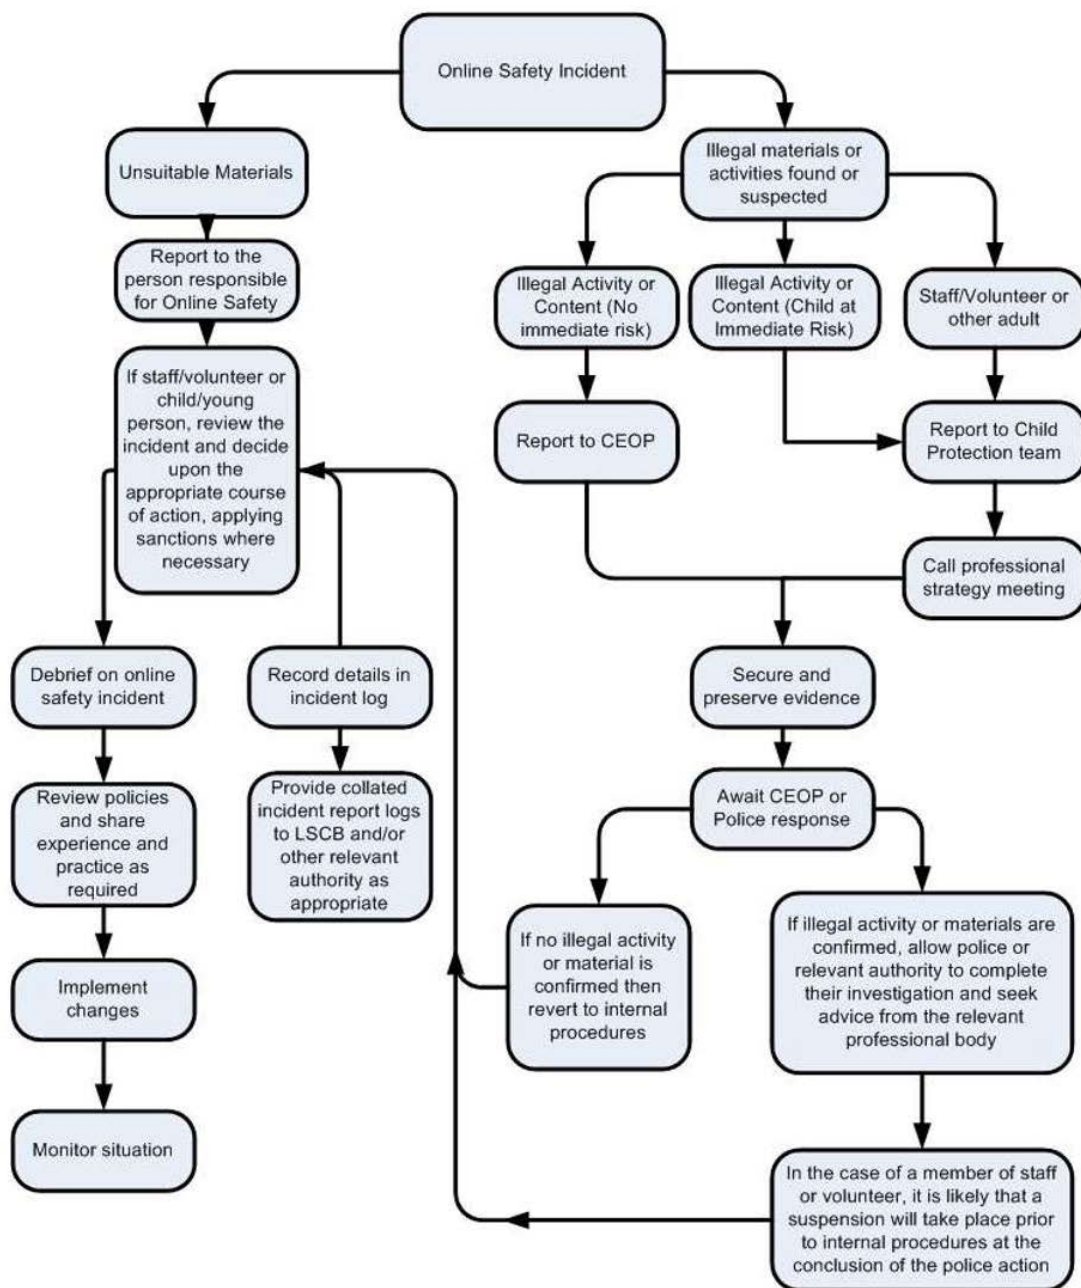 Online Safety Incident
Unsuitable Materials
Report to the
person responsible
for Online Safety
If staff/volunteer or
child/young
person, review the
incident and decide
upon the
appropriate course
of action, applying
sanctions where
necessary
Debrief on online
safety incident
Review policies
and share
experience and
practice as
required
Implement
changes
Monitor situation
Record details in
incident log
Provide collated
incident report logs
to LSCB and/or
other relevant
authority as
appropriate
Illegal materials or
activities found or
suspected
Illegal Activity or
Content (No
immediate risk)
Illegal Activity or
Content (Child at
Immediate Risk)
Staff/Volunteer or
other adult
Report to CEOP
Report to Child
Protection team
Call professional
strategy meeting
Secure and
preserve evidence
Await CEOP or
Police response
If no illegal activity
or material is
confirmed then
revert to internal
procedures
If illegal activity or materials are
confirmed, allow police or
relevant authority to complete
their investigation and seek
advice from the relevant
professional body
In the case of a member of staff
or volunteer, it is likely that a
suspension will take place prior
to internal procedures at the
conclusion of the police action